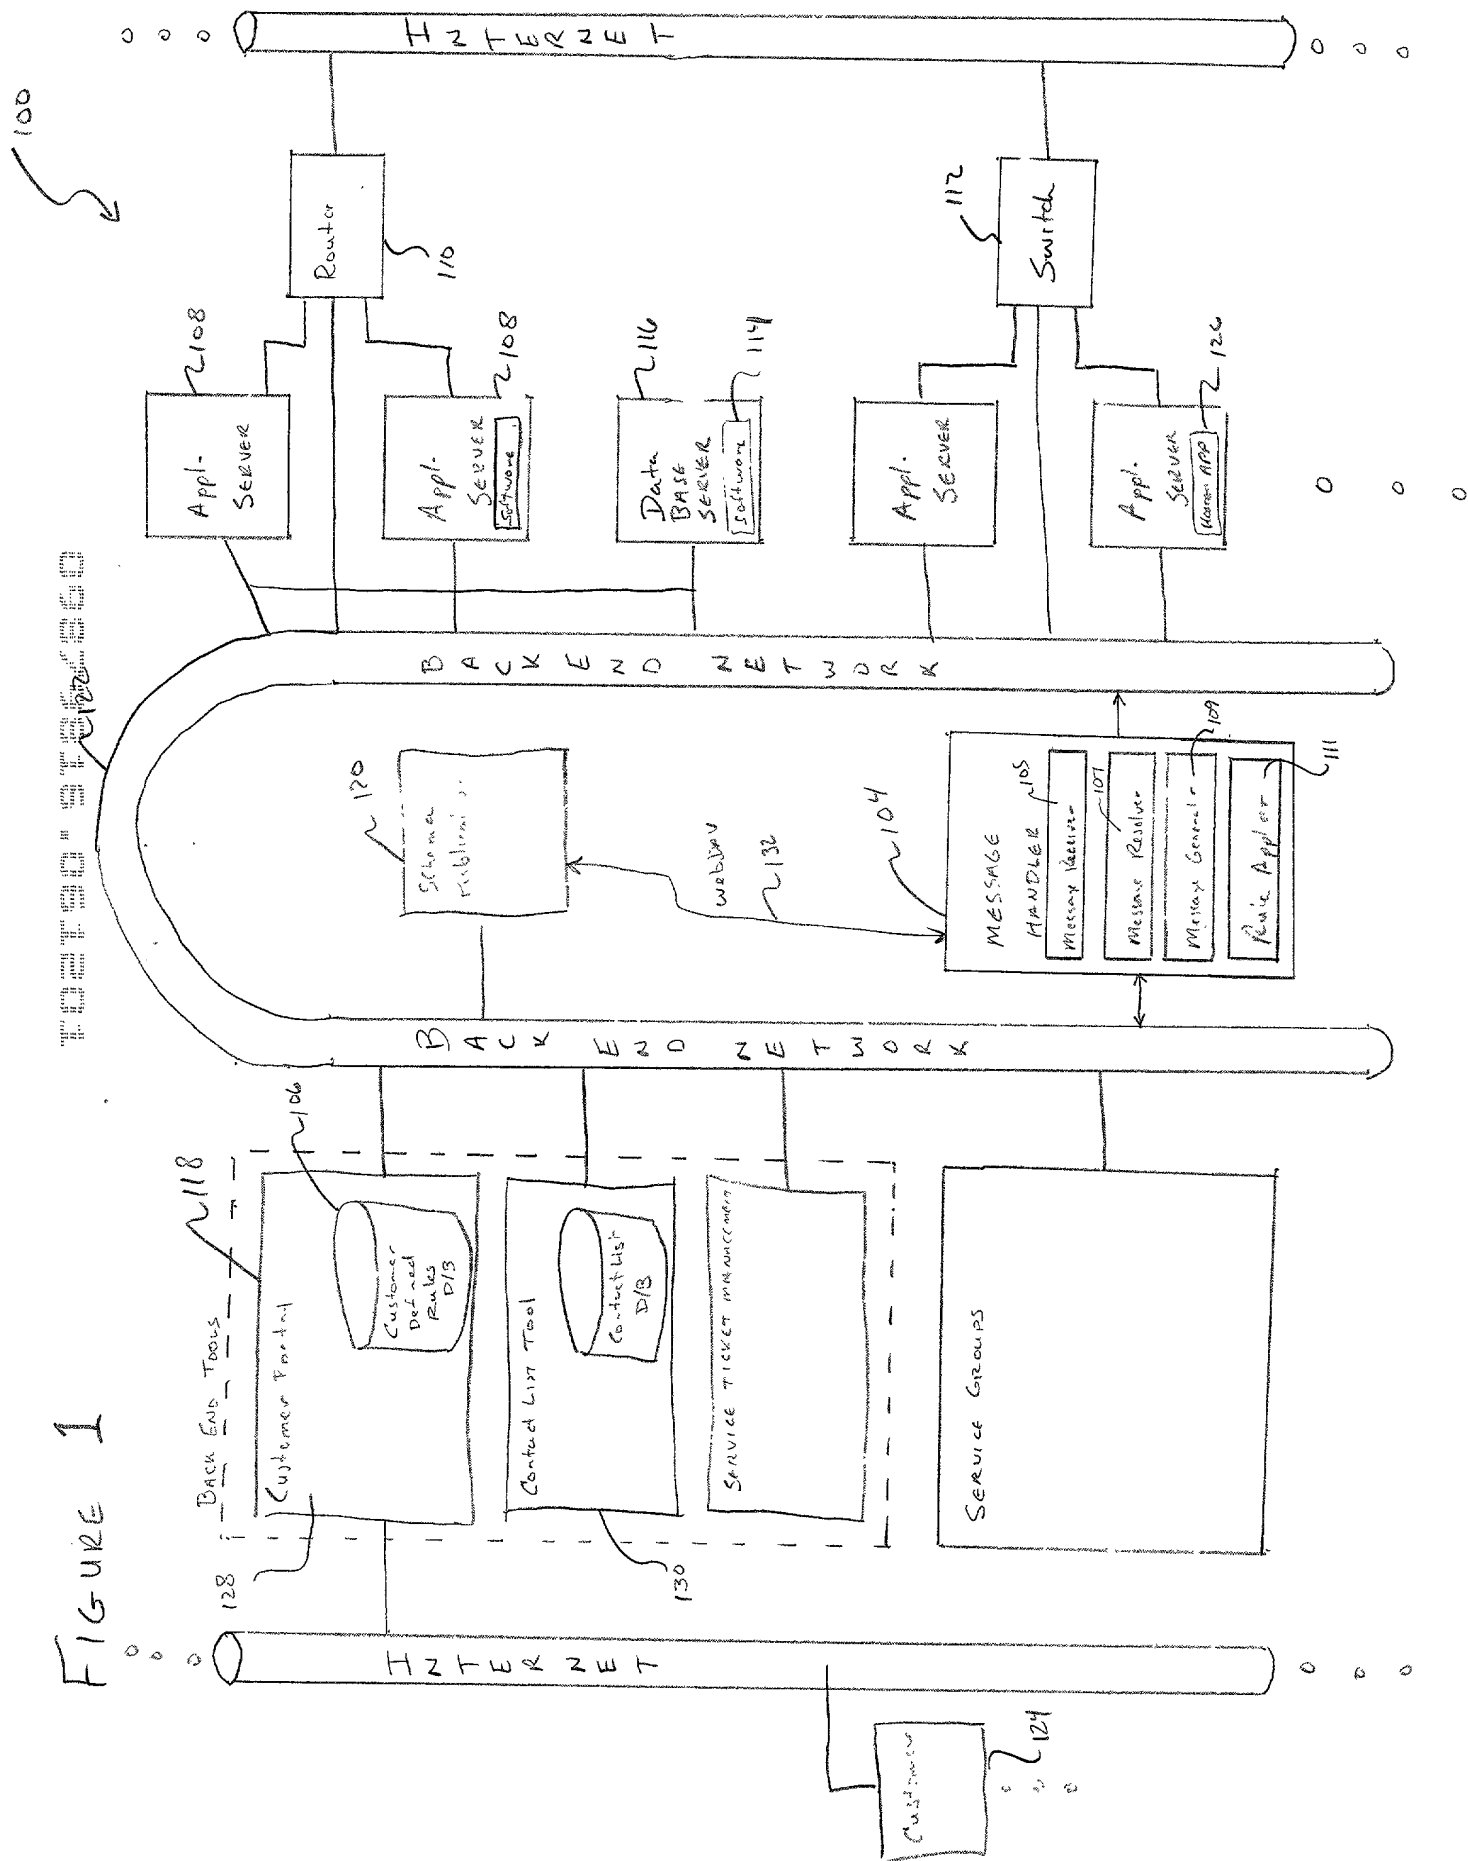 FIGURE 1
100
BACK END TOOLS
118
128
Customer Portal
106
Customer
Defined
Rules
D/B
Contact List Tool
Contact List
D/B
130
SERVICE TICKET MANAGEMENT
SERVICE GROUPS
INTERNET
Customer
124
BACK END NETWORK
122
120
Schema
WebDAV
132
104
MESSAGE
HANDLER
105
Message Receiver
107
Message Resolver
109
Message Generator
111
BACK END NETWORK
Appl.
SERVER
108
Appl.
SERVER
Software
108
Data
BASE
SERVER
Software
116
114
Appl.
SERVER
Appl.
SERVER
126
Router
110
Switch
112
INTERNET